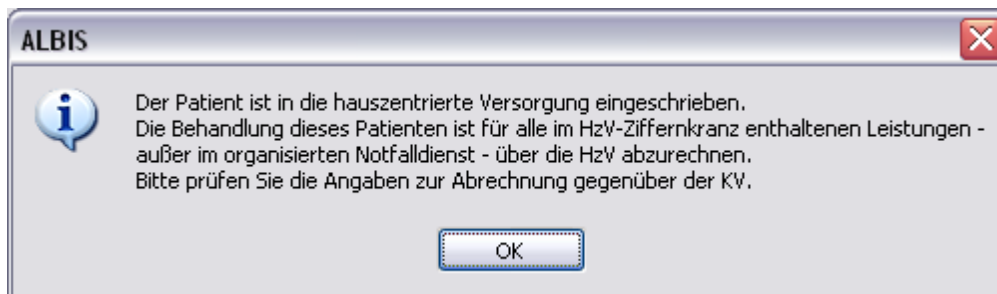 ALBIS
Der Patient ist in die hauszentrierte Versorgung eingeschrieben.
Die Behandlung dieses Patienten ist für alle im HzV-Ziffernkranz enthaltenen Leistungen -
außer im organisierten Notfalldienst - über die HzV abzurechnen.
Bitte prüfen Sie die Angaben zur Abrechnung gegenüber der KV.
OK